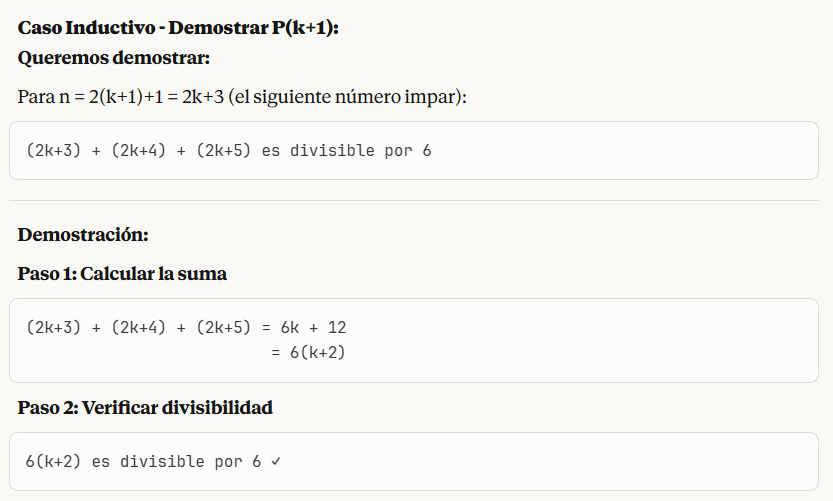 Caso Inductivo - Demostrar P(k+1):
Queremos demostrar:
Para n = 2(k+1)+1 = 2k+3 (el siguiente número impar):
(2k+3) + (2k+4) + (2k+5) es divisible por 6
Demostración:
Paso 1: Calcular la suma
(2k+3) + (2k+4) + (2k+5) = 6k + 12
= 6(k+2)
Paso 2: Verificar divisibilidad
6(k+2) es divisible por 6 ✓